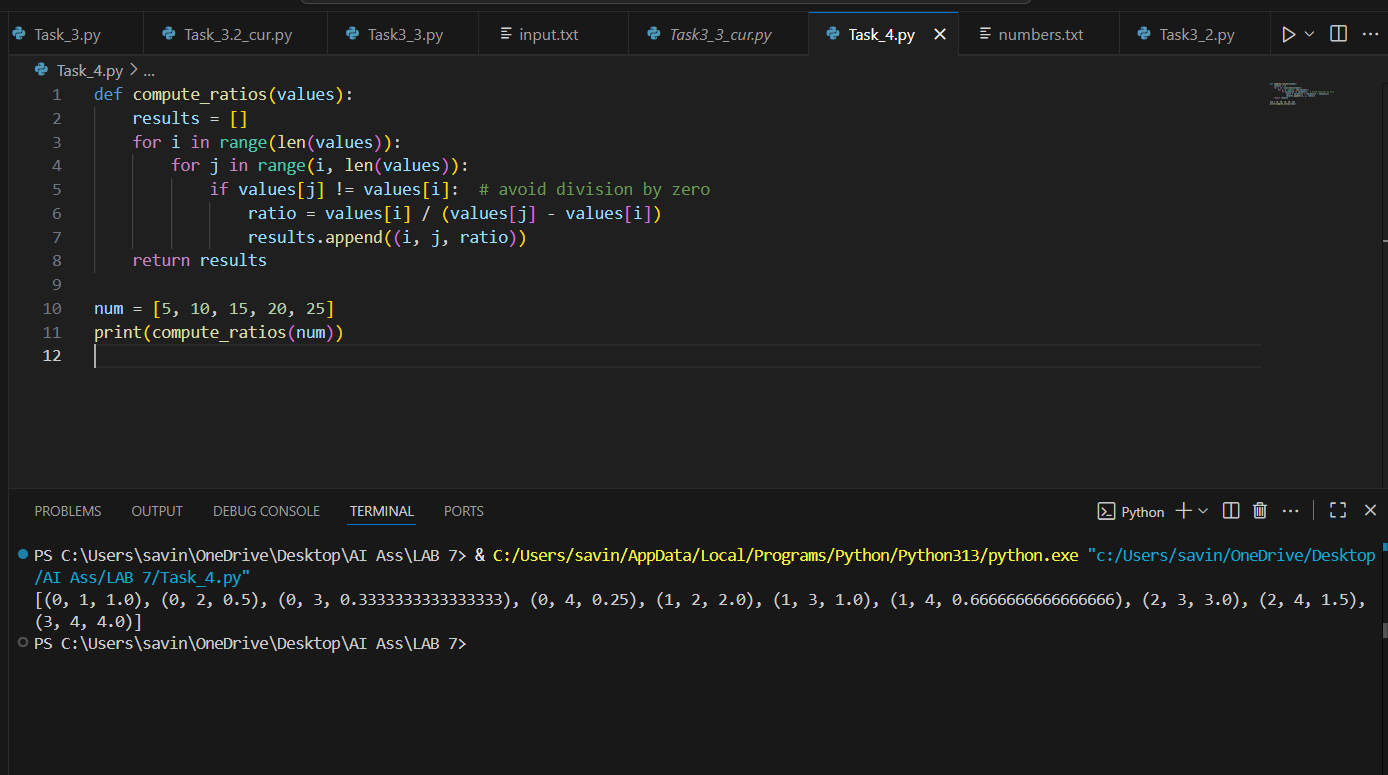 Task_3.py Task_3.2_cur.py Task3_3.py input.txt Task3_3_cur.py Task_4.py numbers.txt Task3_2.py
Task_4.py > ...
1 def compute_ratios(values):
2     results = []
3     for i in range(len(values)):
4         for j in range(i, len(values)):
5             if values[j] != values[i]:  # avoid division by zero
6                 ratio = values[i] / (values[j] - values[i])
7                 results.append((i, j, ratio))
8     return results
9
10 num = [5, 10, 15, 20, 25]
11 print(compute_ratios(num))
12
PROBLEMS OUTPUT DEBUG CONSOLE TERMINAL PORTS Python
PS C:\Users\savin\OneDrive\Desktop\AI Ass\LAB 7> & C:/Users/savin/AppData/Local/Programs/Python/Python313/python.exe "c:/Users/savin/OneDrive/Desktop
/AI Ass/LAB 7/Task_4.py"
[(0, 1, 1.0), (0, 2, 0.5), (0, 3, 0.3333333333333333), (0, 4, 0.25), (1, 2, 2.0), (1, 3, 1.0), (1, 4, 0.6666666666666666), (2, 3, 3.0), (2, 4, 1.5),
(3, 4, 4.0)]
PS C:\Users\savin\OneDrive\Desktop\AI Ass\LAB 7>